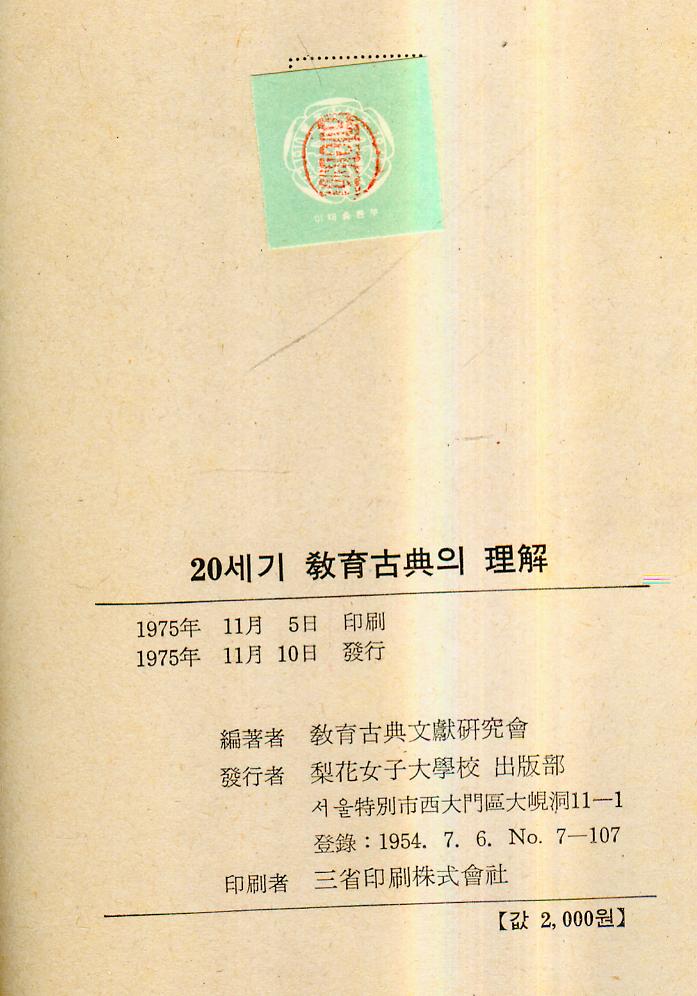 이대출판부
20세기 敎育古典의 理解
1975年 11月 5日 印刷
1975年 11月 10日 發行
編著者 敎育古典文獻硏究會
發行者 梨花女子大學校 出版部
서울特別市西大門區大峴洞11—1
登錄：1954. 7. 6. No. 7—107
印刷者 三省印刷株式會社
【값 2,000원】